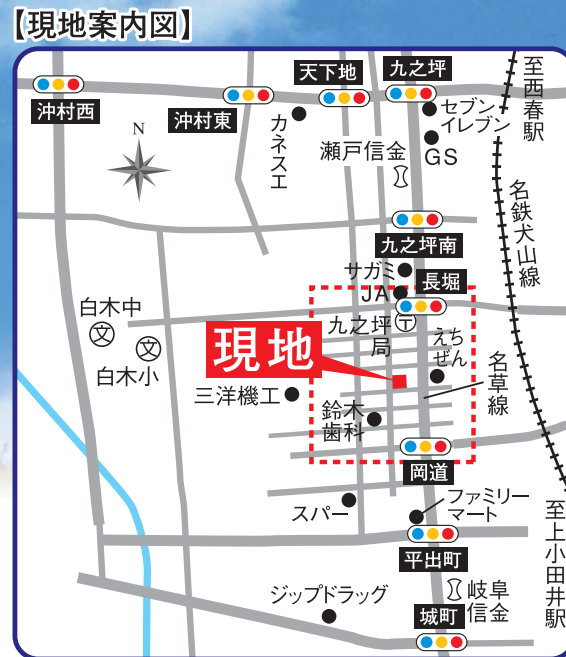 【現地案内図】
天下地
九之坪
至西春駅
沖村西
沖村東
カネスエ
セブン
イレブン
N
瀬戸信金
GS
名鉄犬山線
九之坪南
サガミ
JA
長堀
白木中
文
九之坪
局
〒
えち
ぜん
現地
文
白木小
名草線
三洋機工
鈴木
歯科
岡道
スパー
ファミリー
マート
至上小田井駅
平出町
ジップドラッグ
岐阜
信金
城町